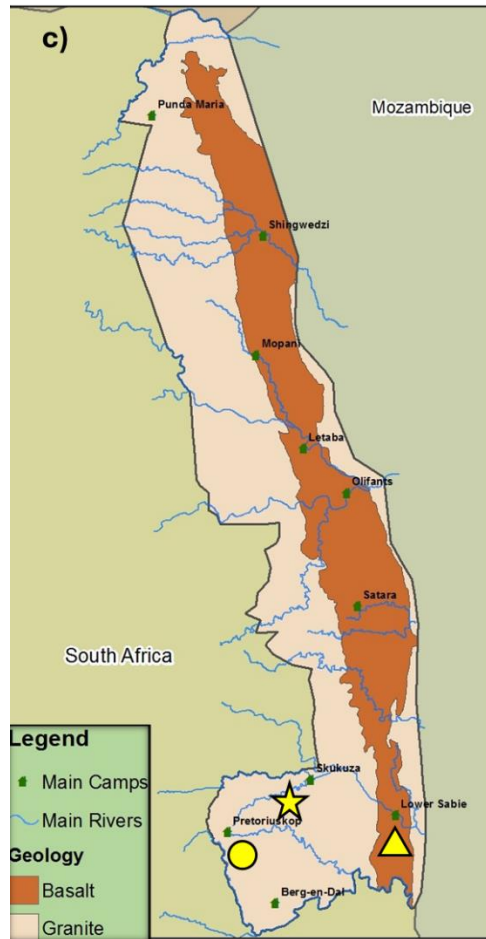 c)
Punda Maria
Mozambique
Shingwedzi
Mopani
Letaba
Olifants
Satara
South Africa
Legend
Main Camps
Main Rivers
Geology
Basalt
Granite
Skukuza
Lower Sabie
Pretoriuskop
Berg-en-Dal